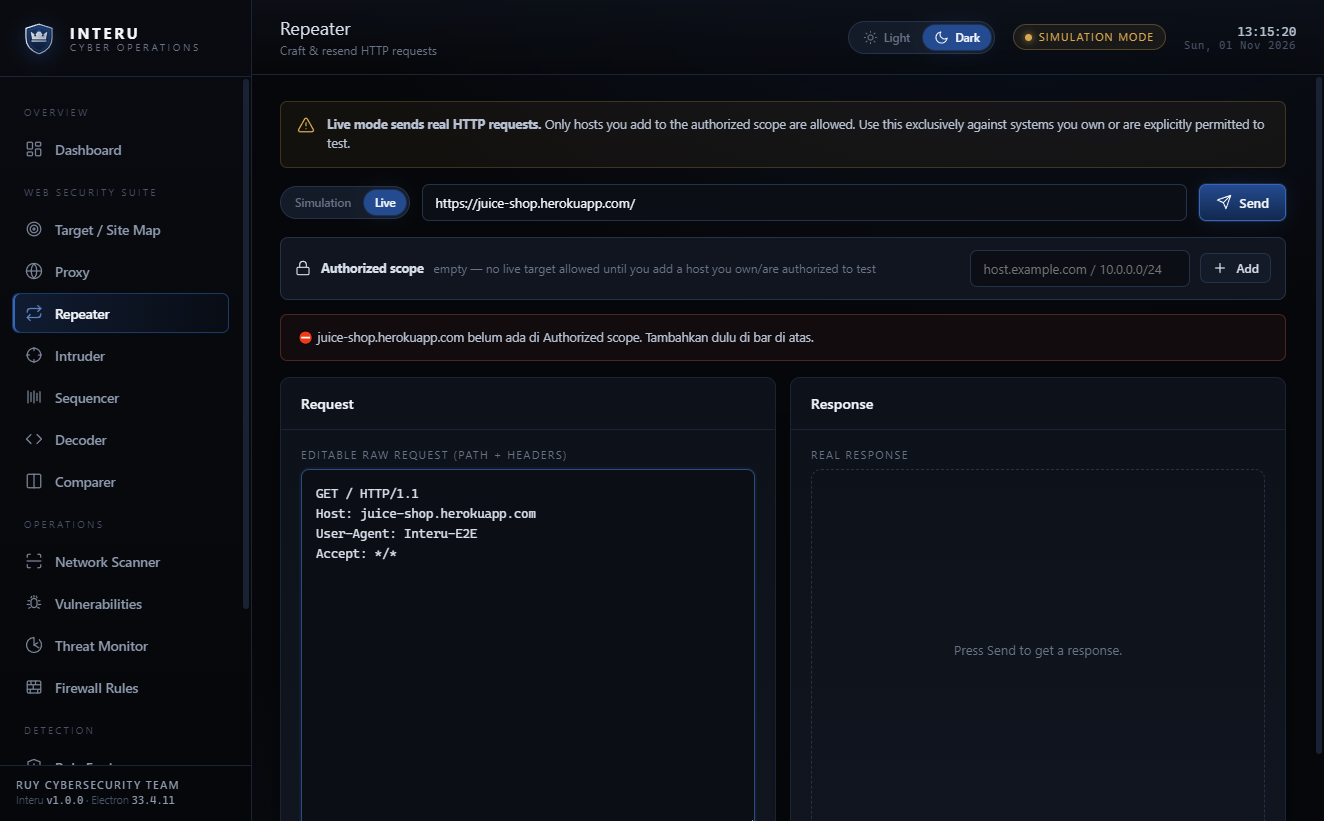 INTERU
CYBER OPERATIONS
OVERVIEW
Dashboard
WEB SECURITY SUITE
Target / Site Map
Proxy
Repeater
Intruder
Sequencer
Decoder
Comparer
OPERATIONS
Network Scanner
Vulnerabilities
Threat Monitor
Firewall Rules
DETECTION
RUY CYBERSECURITY TEAM
Interu v1.0.0 · Electron 33.4.11
Repeater
Craft & resend HTTP requests
Light
Dark
SIMULATION MODE
13:15:20
Sun, 01 Nov 2026
Live mode sends real HTTP requests. Only hosts you add to the authorized scope are allowed. Use this exclusively against systems you own or are explicitly permitted to
test.
Simulation
Live
https://juice-shop.herokuapp.com/
Send
Authorized scope
empty — no live target allowed until you add a host you own/are authorized to test
host.example.com / 10.0.0.0/24
Add
juice-shop.herokuapp.com belum ada di Authorized scope. Tambahkan dulu di bar di atas.
Request
EDITABLE RAW REQUEST (PATH + HEADERS)
GET / HTTP/1.1
Host: juice-shop.herokuapp.com
User-Agent: Interu-E2E
Accept: */*
Response
REAL RESPONSE
Press Send to get a response.